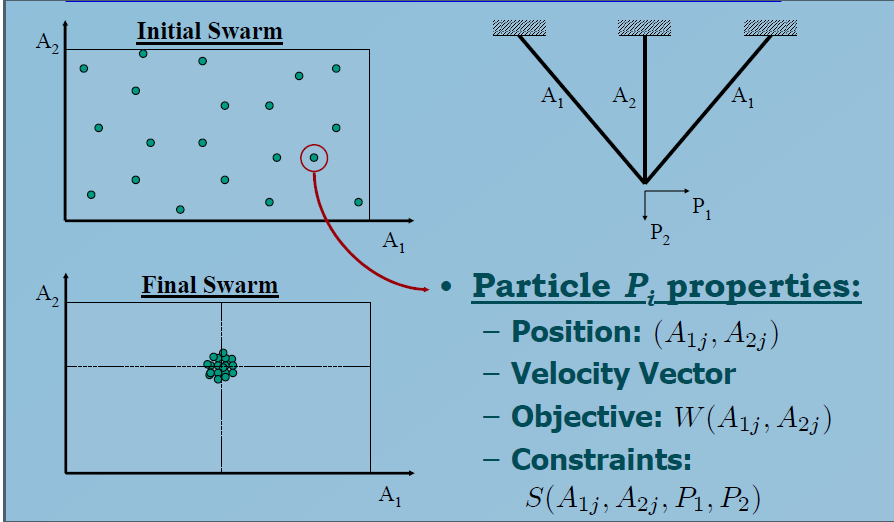 Initial Swarm
A₂
A₁
A₁
A₂
A₁
P₁
P₂
Final Swarm
A₂
A₁
• Particle Pᵢ properties:
– Position: (A₁ⱼ, A₂ⱼ)
– Velocity Vector
– Objective: W(A₁ⱼ, A₂ⱼ)
– Constraints:
S(A₁ⱼ, A₂ⱼ, P₁, P₂)